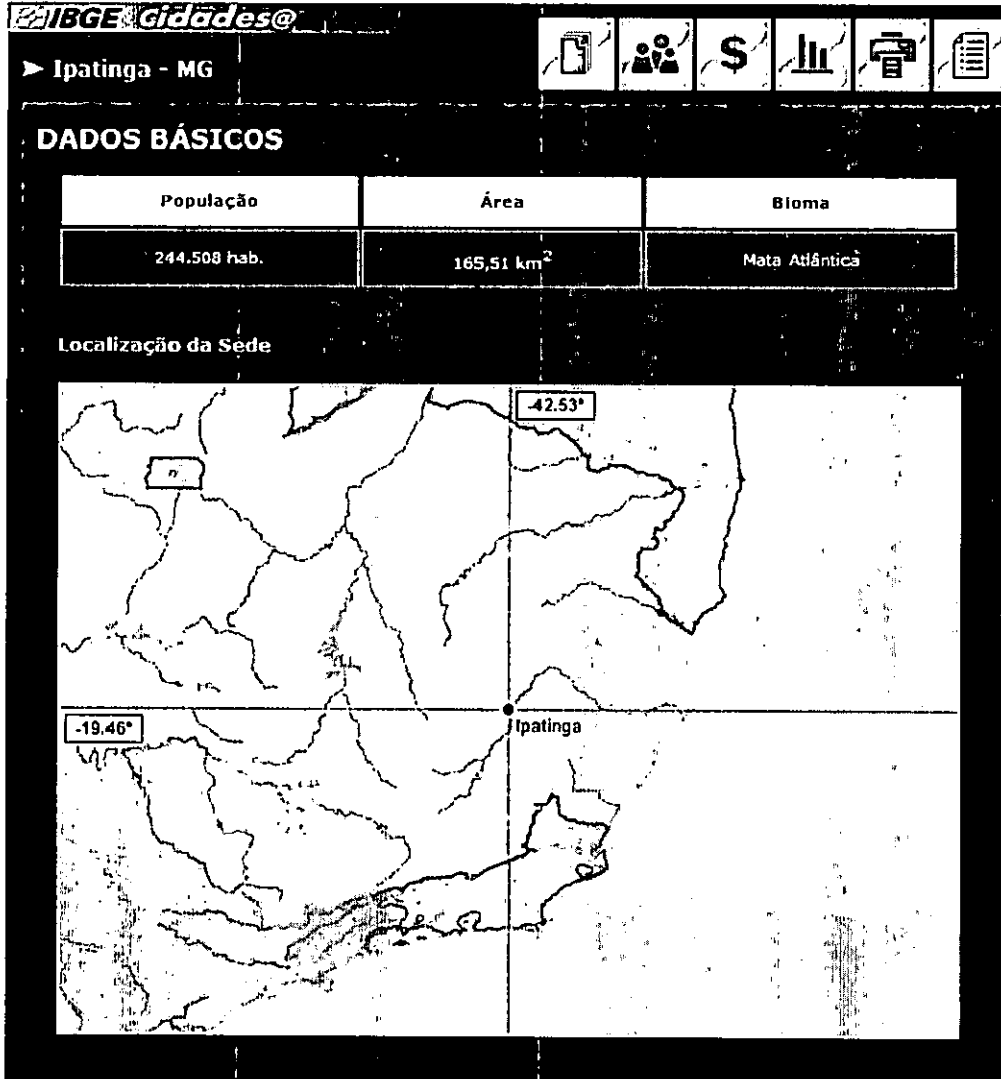 IBGE Cidades@
Ipatinga - MG
$
DADOS BÁSICOS
População Área Bioma
244.508 hab. 165,51 km² Mata Atlântica
Localização da Sede
-42.53°
-19.46°
Ipatinga